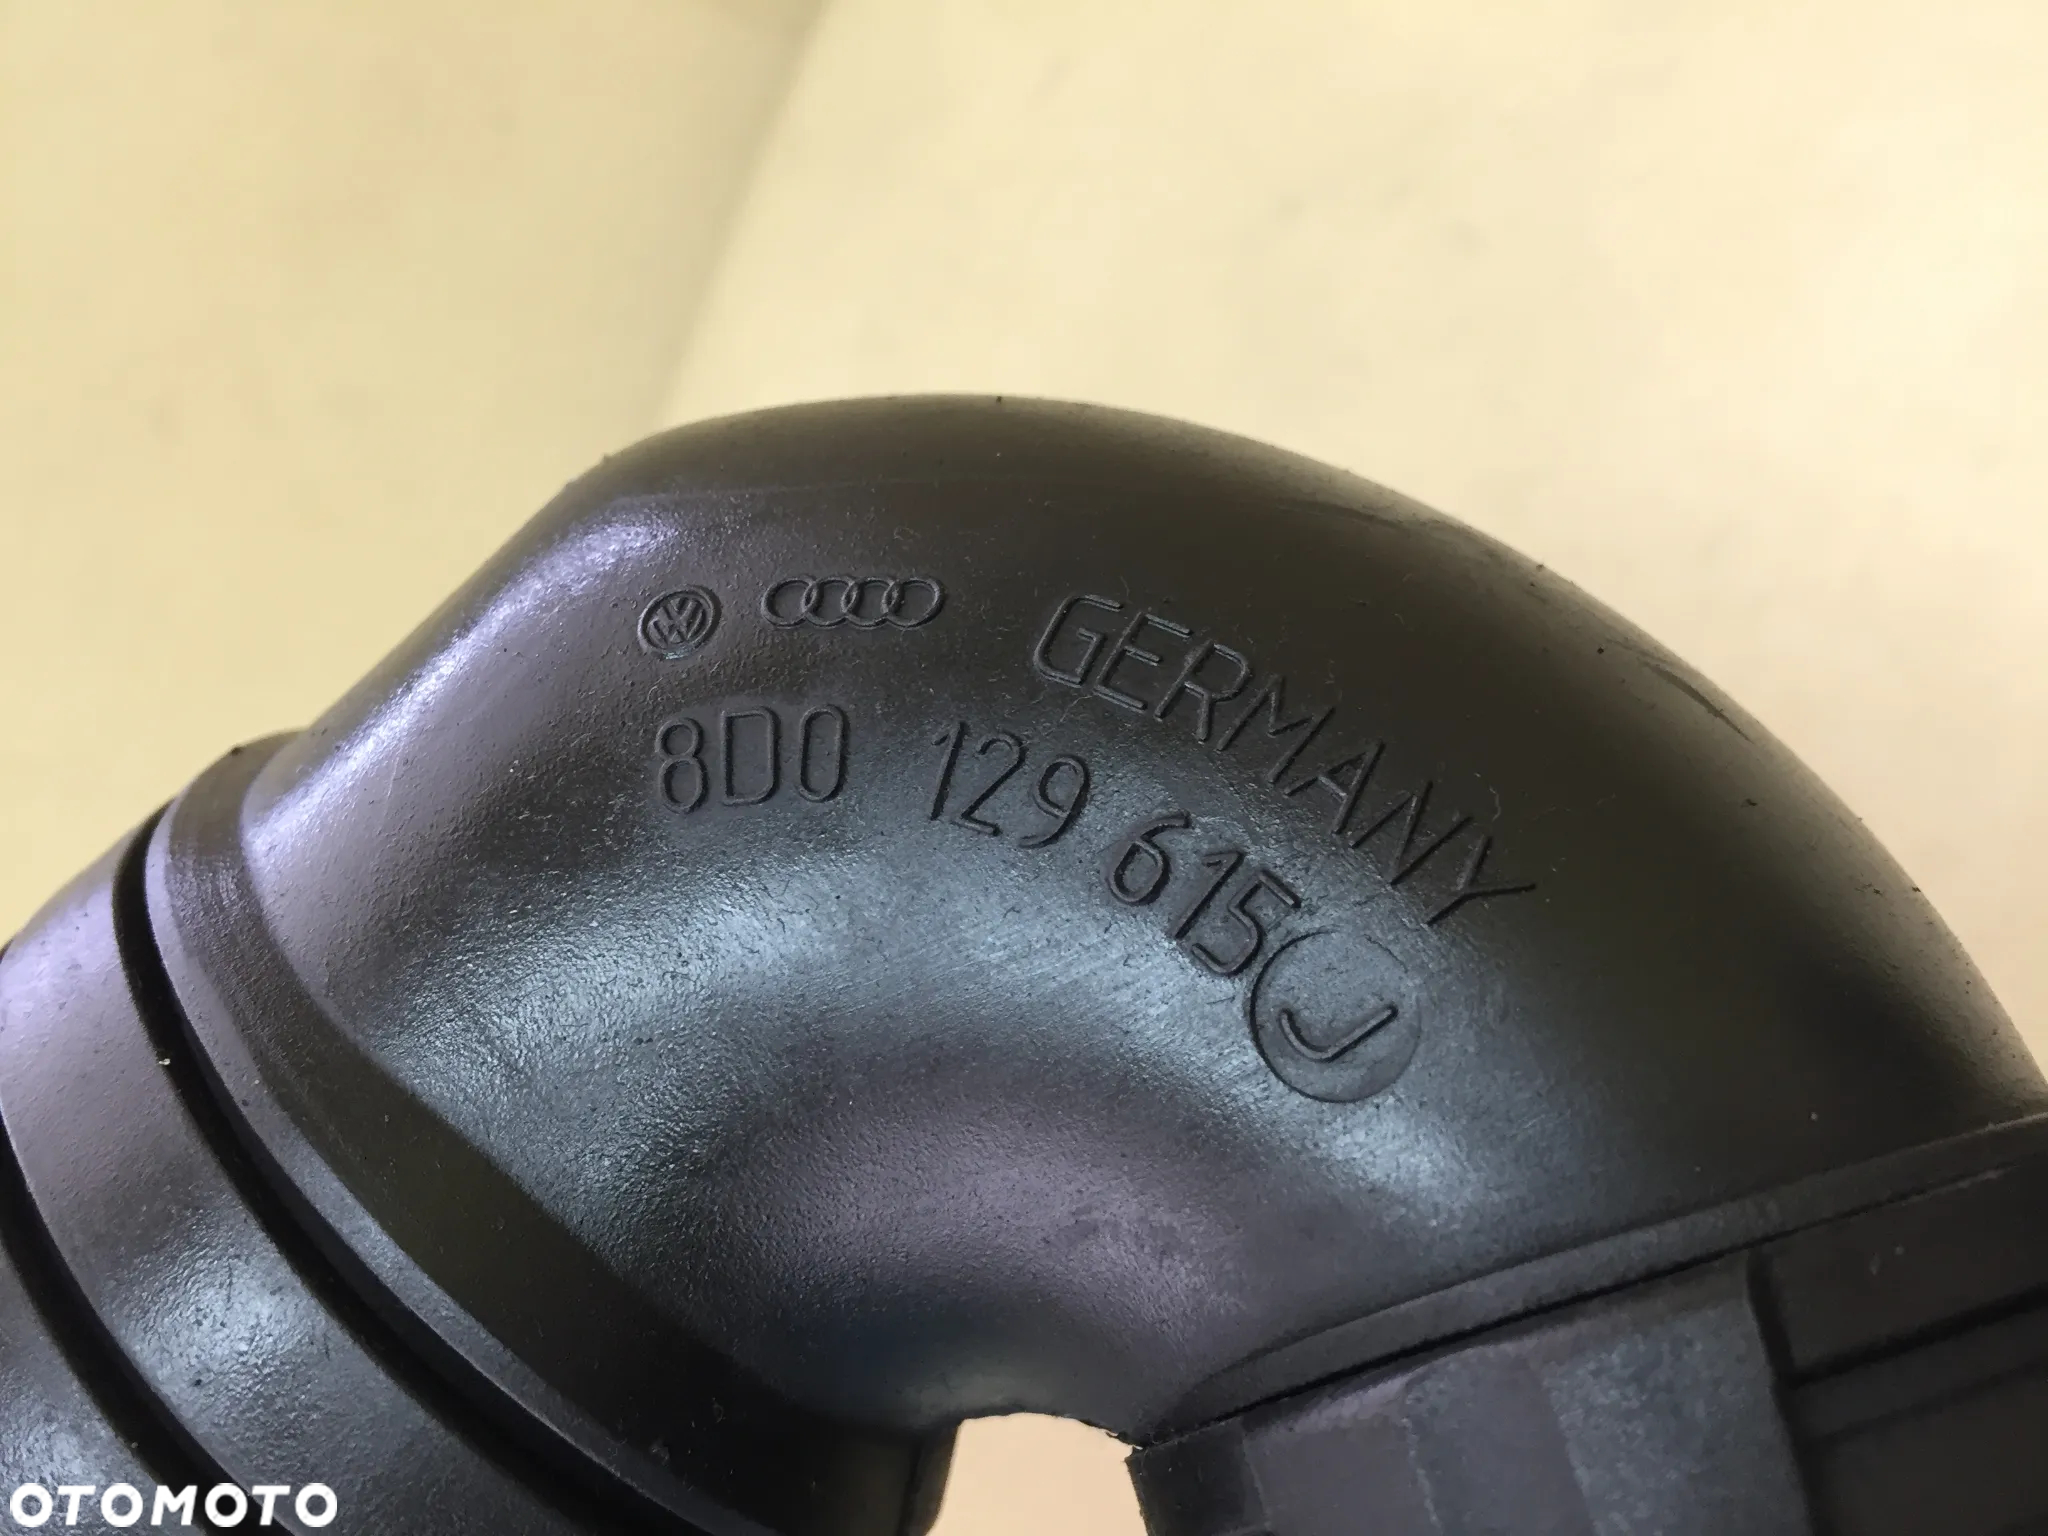 GERMANY
8D0 129 615 J
OTOMOTO